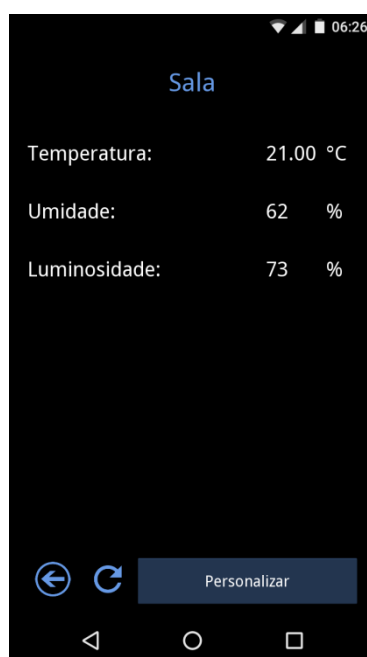 06:26
Sala
Temperatura: 21.00 °C
Umidade: 62 %
Luminosidade: 73 %
Personalizar